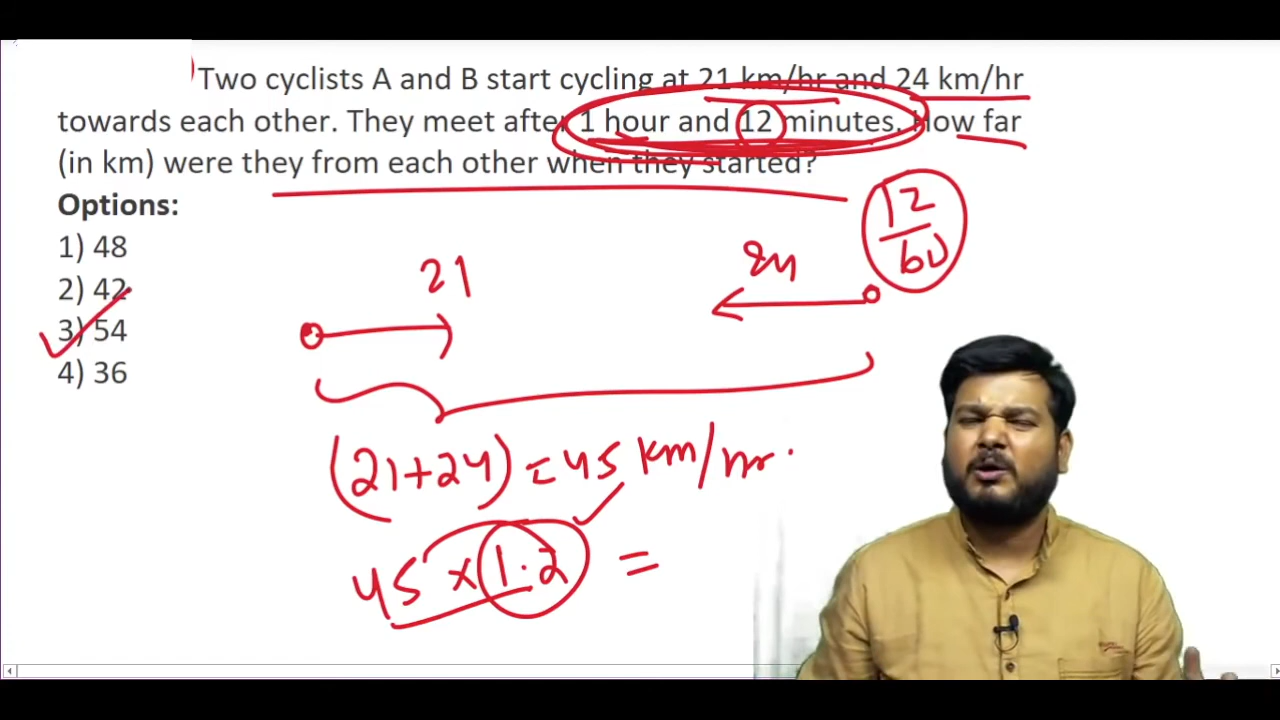 Two cyclists A and B start cycling at 21 km/hr and 24 km/hr
towards each other. They meet after 1 hour and 12 minutes. How far
(in km) were they from each other when they started?
Options:
1) 48
2) 42
3) 54
4) 36
12
60
21
24
(21+24) = 45 km/hr.
45 × 1.2 =